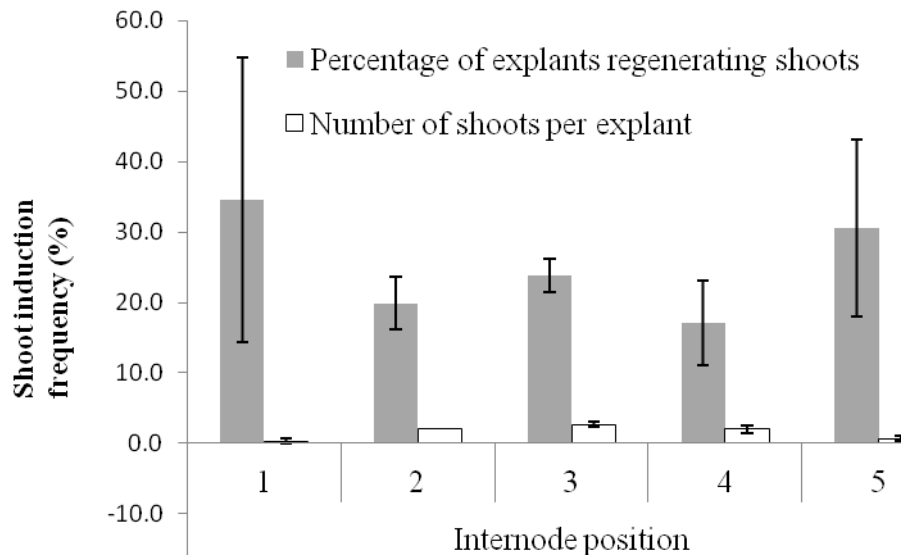 60.0
50.0
40.0
30.0
20.0
10.0
0.0
-10.0
Shoot induction
frequency (%)
Percentage of explants regenerating shoots
Number of shoots per explant
1 2 3 4 5
Internode position